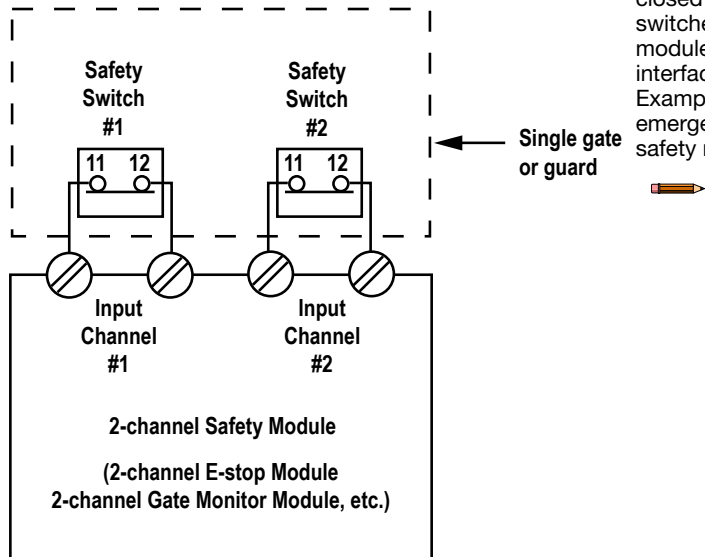 Safety
Switch
#1
Safety
Switch
#2
11 12
11 12
Single gate
or guard
Input
Channel
#1
Input
Channel
#2
2-channel Safety Module
(2-channel E-stop Module
2-channel Gate Monitor Module, etc.)
closed
switche
module
interfac
Examp
emerge
safety